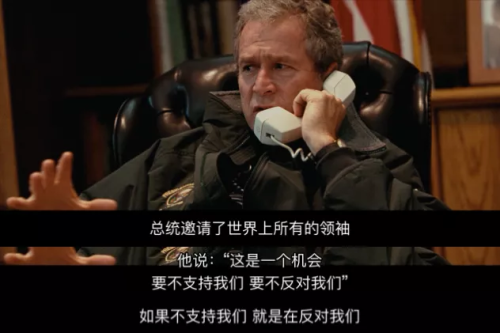 总统邀请了世界上所有的领袖
他说：“这是一个机会
要不支持我们 要不反对我们”
如果不支持我们 就是在反对我们